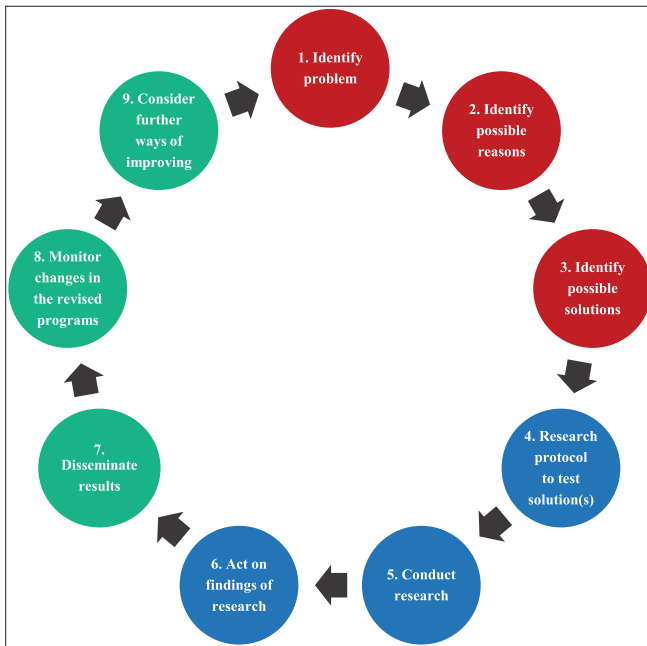 1. Identify
problem
2. Identify
possible
reasons
3. Identify
possible
solutions
4. Research
protocol
to test
solution(s)
5. Conduct
research
6. Act on
findings of
research
7.
Disseminate
results
8. Monitor
changes in
the revised
programs
9. Consider
further
ways of
improving